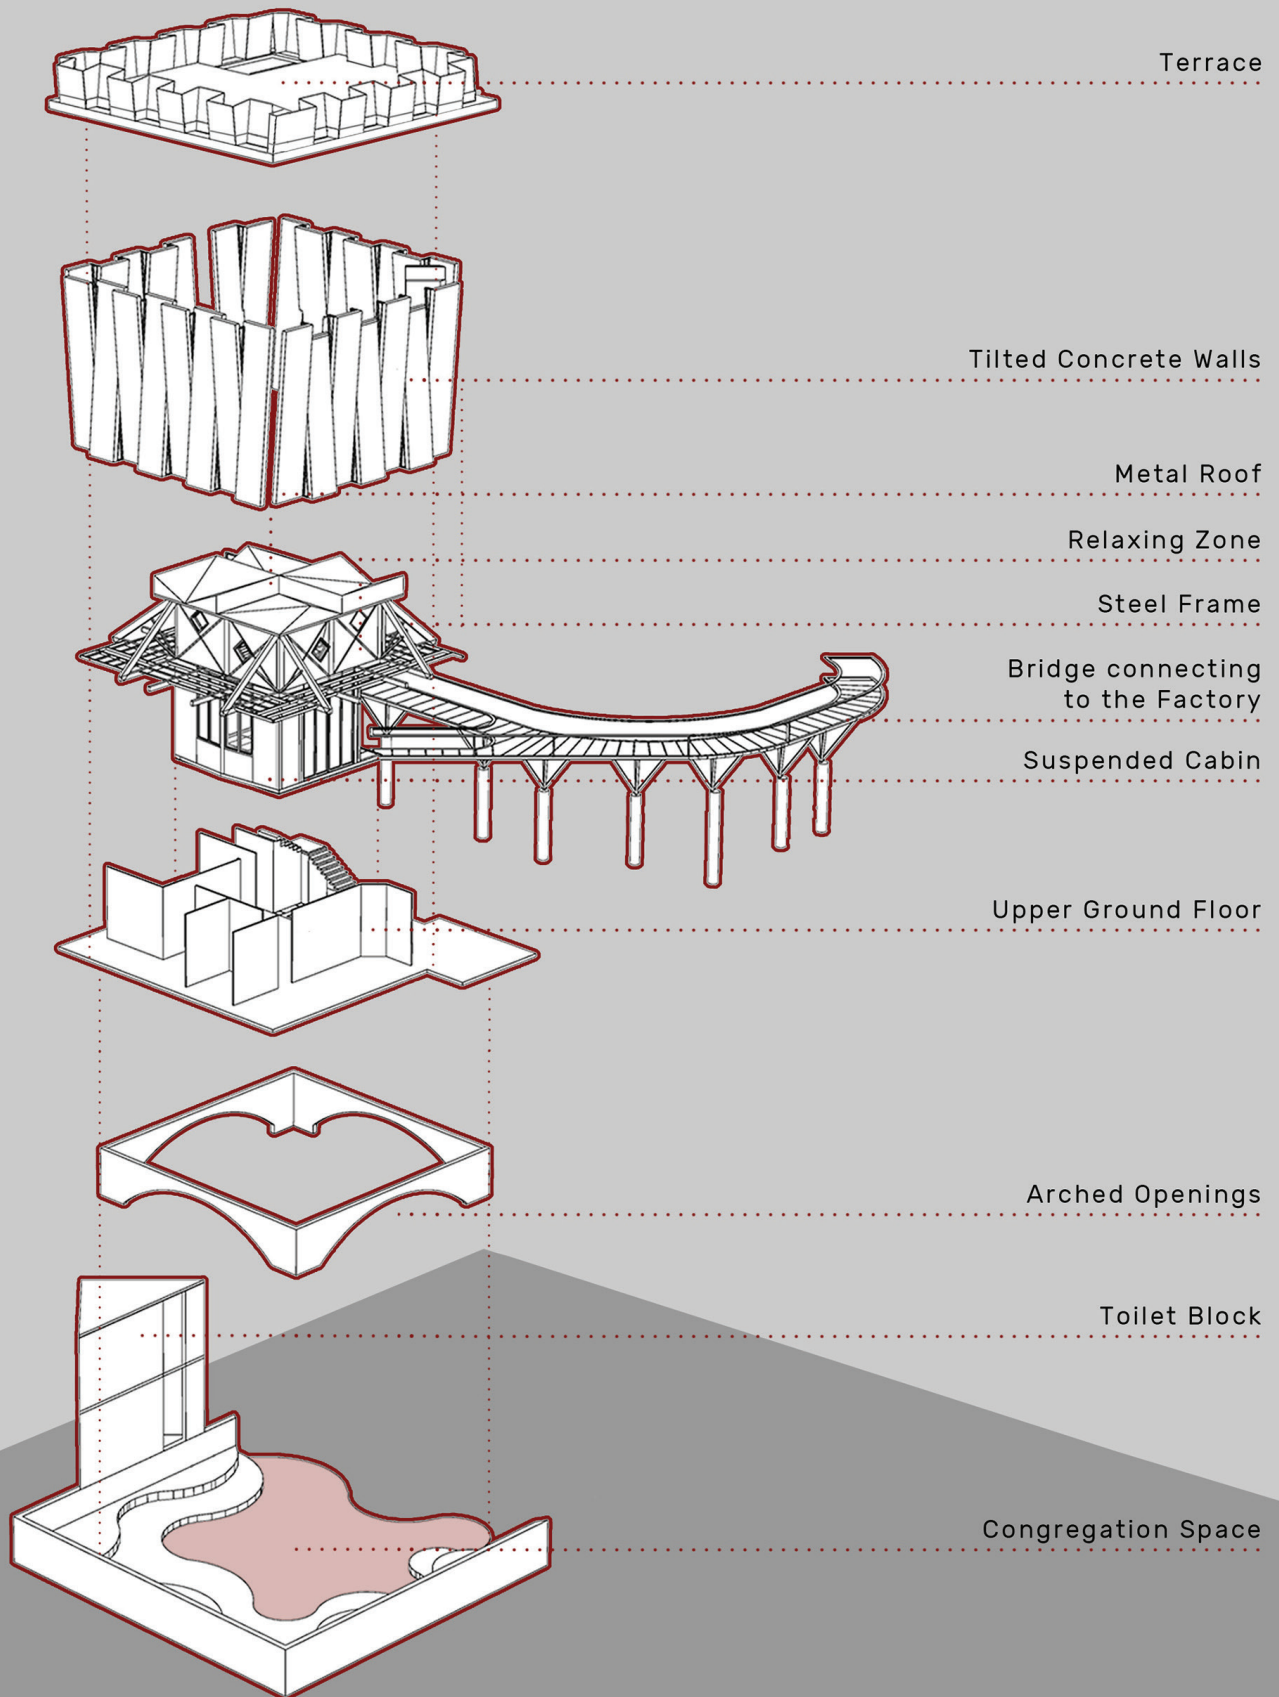 Terrace
Tilted Concrete Walls
Metal Roof
Relaxing Zone
Steel Frame
Bridge connecting
to the Factory
Suspended Cabin
Upper Ground Floor
Arched Openings
Toilet Block
Congregation Space